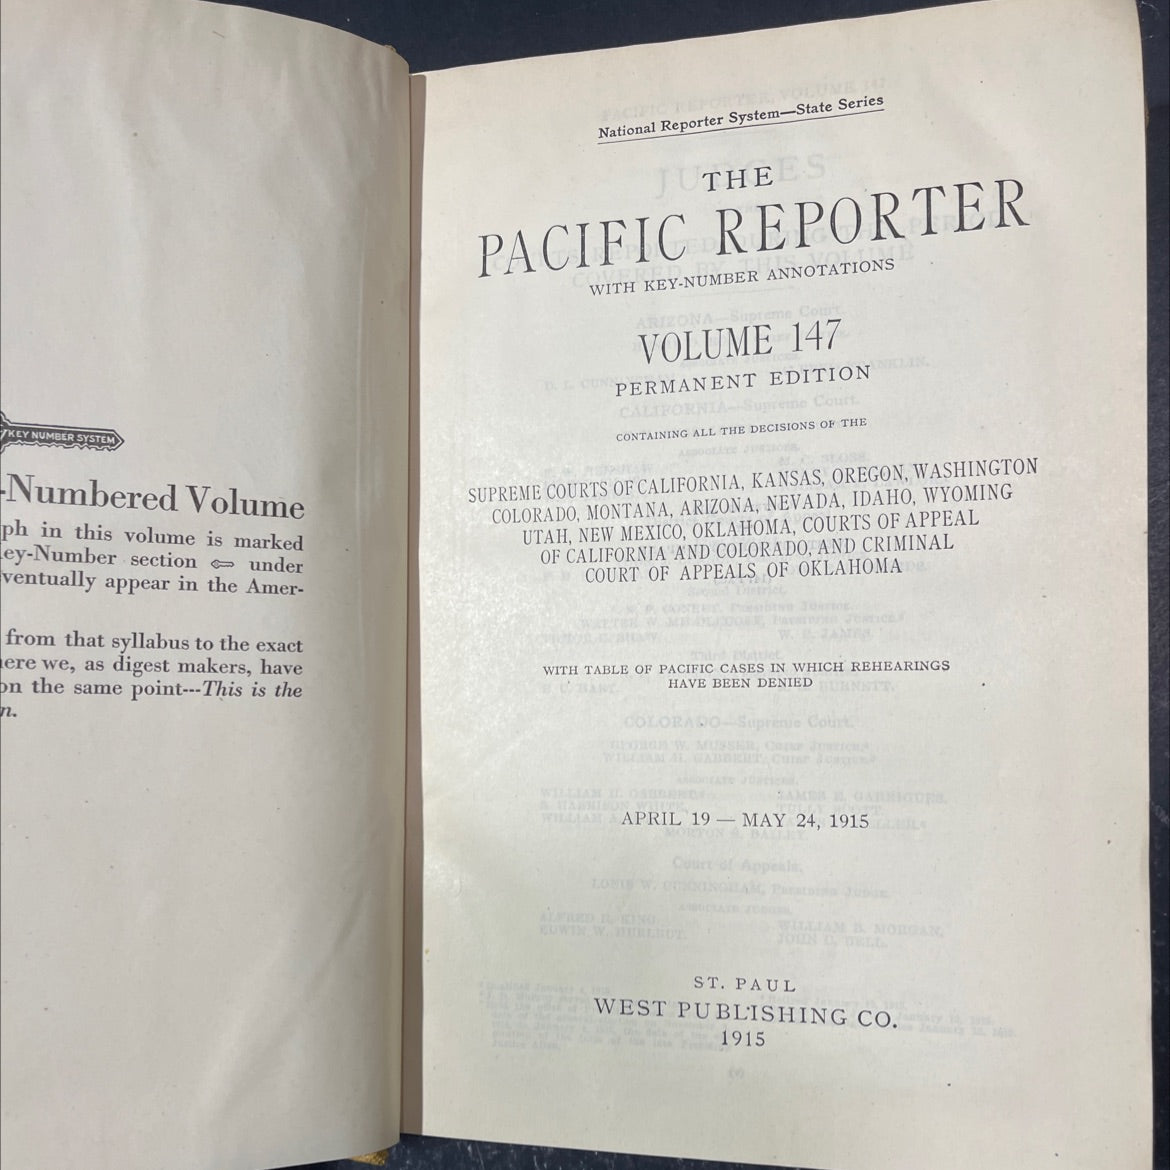 KEY NUMBER SYSTEM
-Numbered Volume
ph in this volume is marked
ey-Number section under
ventually appear in the Amer-
from that syllabus to the exact
ere we, as digest makers, have
on the same point---This is the
n.
National Reporter System—State Series
THE
PACIFIC REPORTER
WITH KEY-NUMBER ANNOTATIONS
VOLUME 147
PERMANENT EDITION
CONTAINING ALL THE DECISIONS OF THE
SUPREME COURTS OF CALIFORNIA, KANSAS, OREGON, WASHINGTON
COLORADO, MONTANA, ARIZONA, NEVADA, IDAHO, WYOMING
UTAH, NEW MEXICO, OKLAHOMA, COURTS OF APPEAL
OF CALIFORNIA AND COLORADO, AND CRIMINAL
COURT OF APPEALS OF OKLAHOMA
WITH TABLE OF PACIFIC CASES IN WHICH REHEARINGS
HAVE BEEN DENIED
APRIL 19 — MAY 24, 1915
ST. PAUL
WEST PUBLISHING CO.
1915